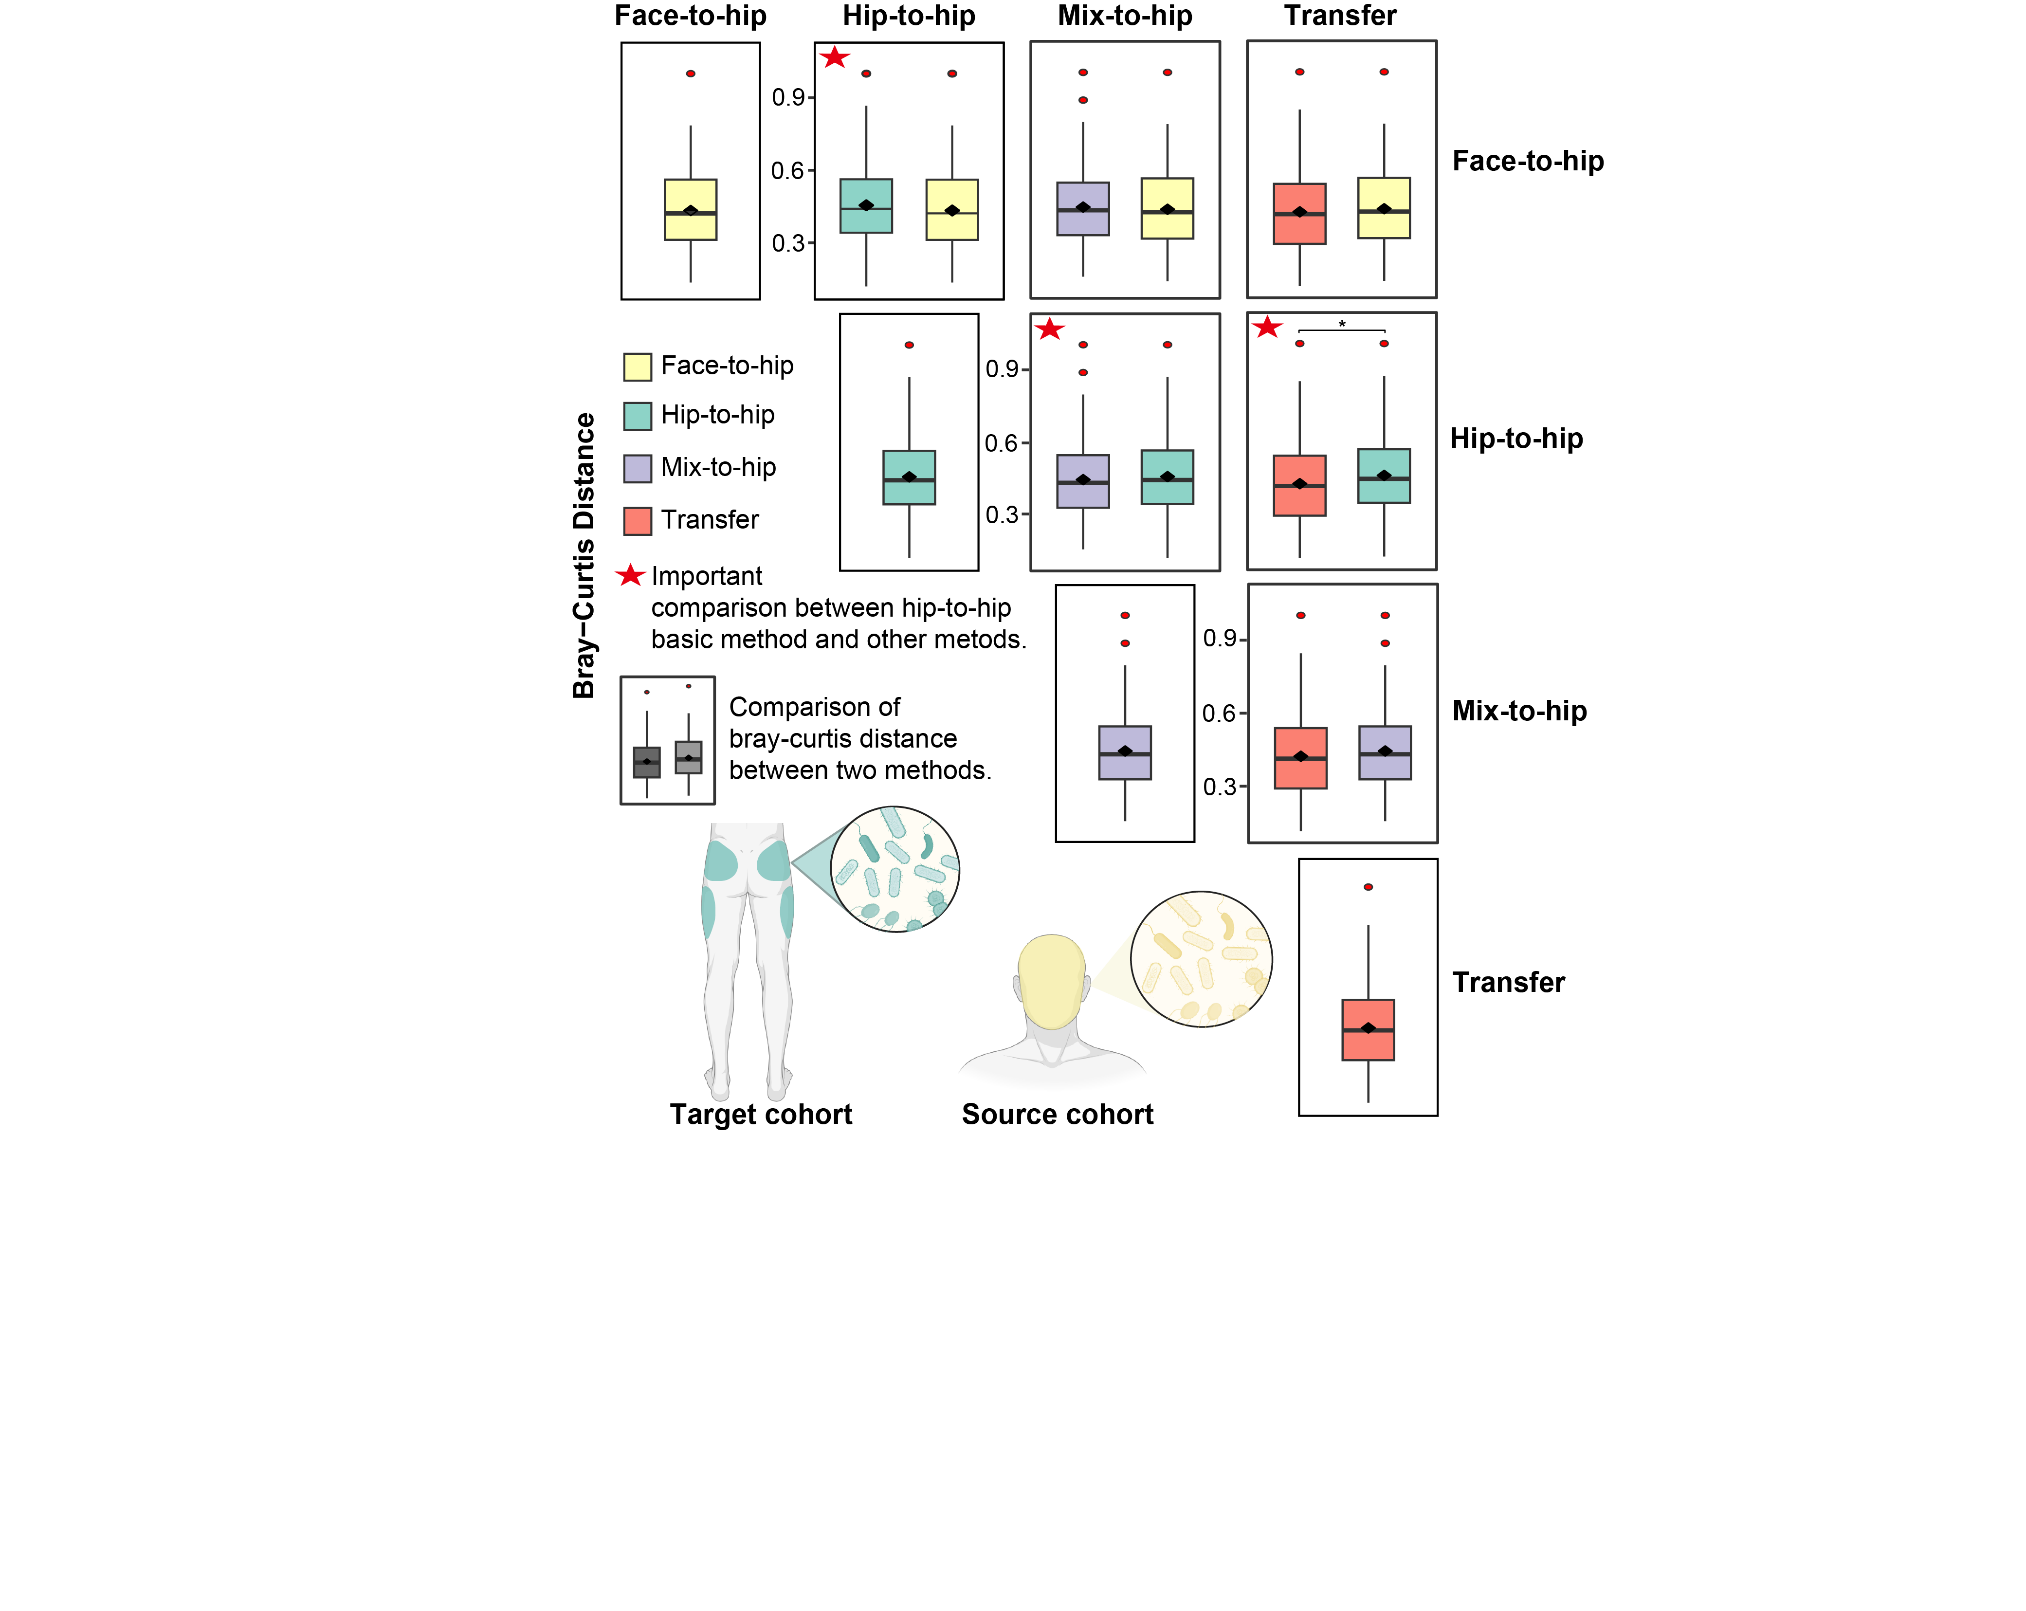 Face-to-hip
Hip-to-hip
Mix-to-hip
Transfer
0.9
0.6
0.3
Face-to-hip
*
0.9
0.6
0.3
Hip-to-hip
Bray–Curtis Distance
Face-to-hip
Hip-to-hip
Mix-to-hip
Transfer
Important
comparison between hip-to-hip
basic method and other metods.
Comparison of
bray-curtis distance
between two methods.
0.9
0.6
0.3
Mix-to-hip
Transfer
Target cohort
Source cohort